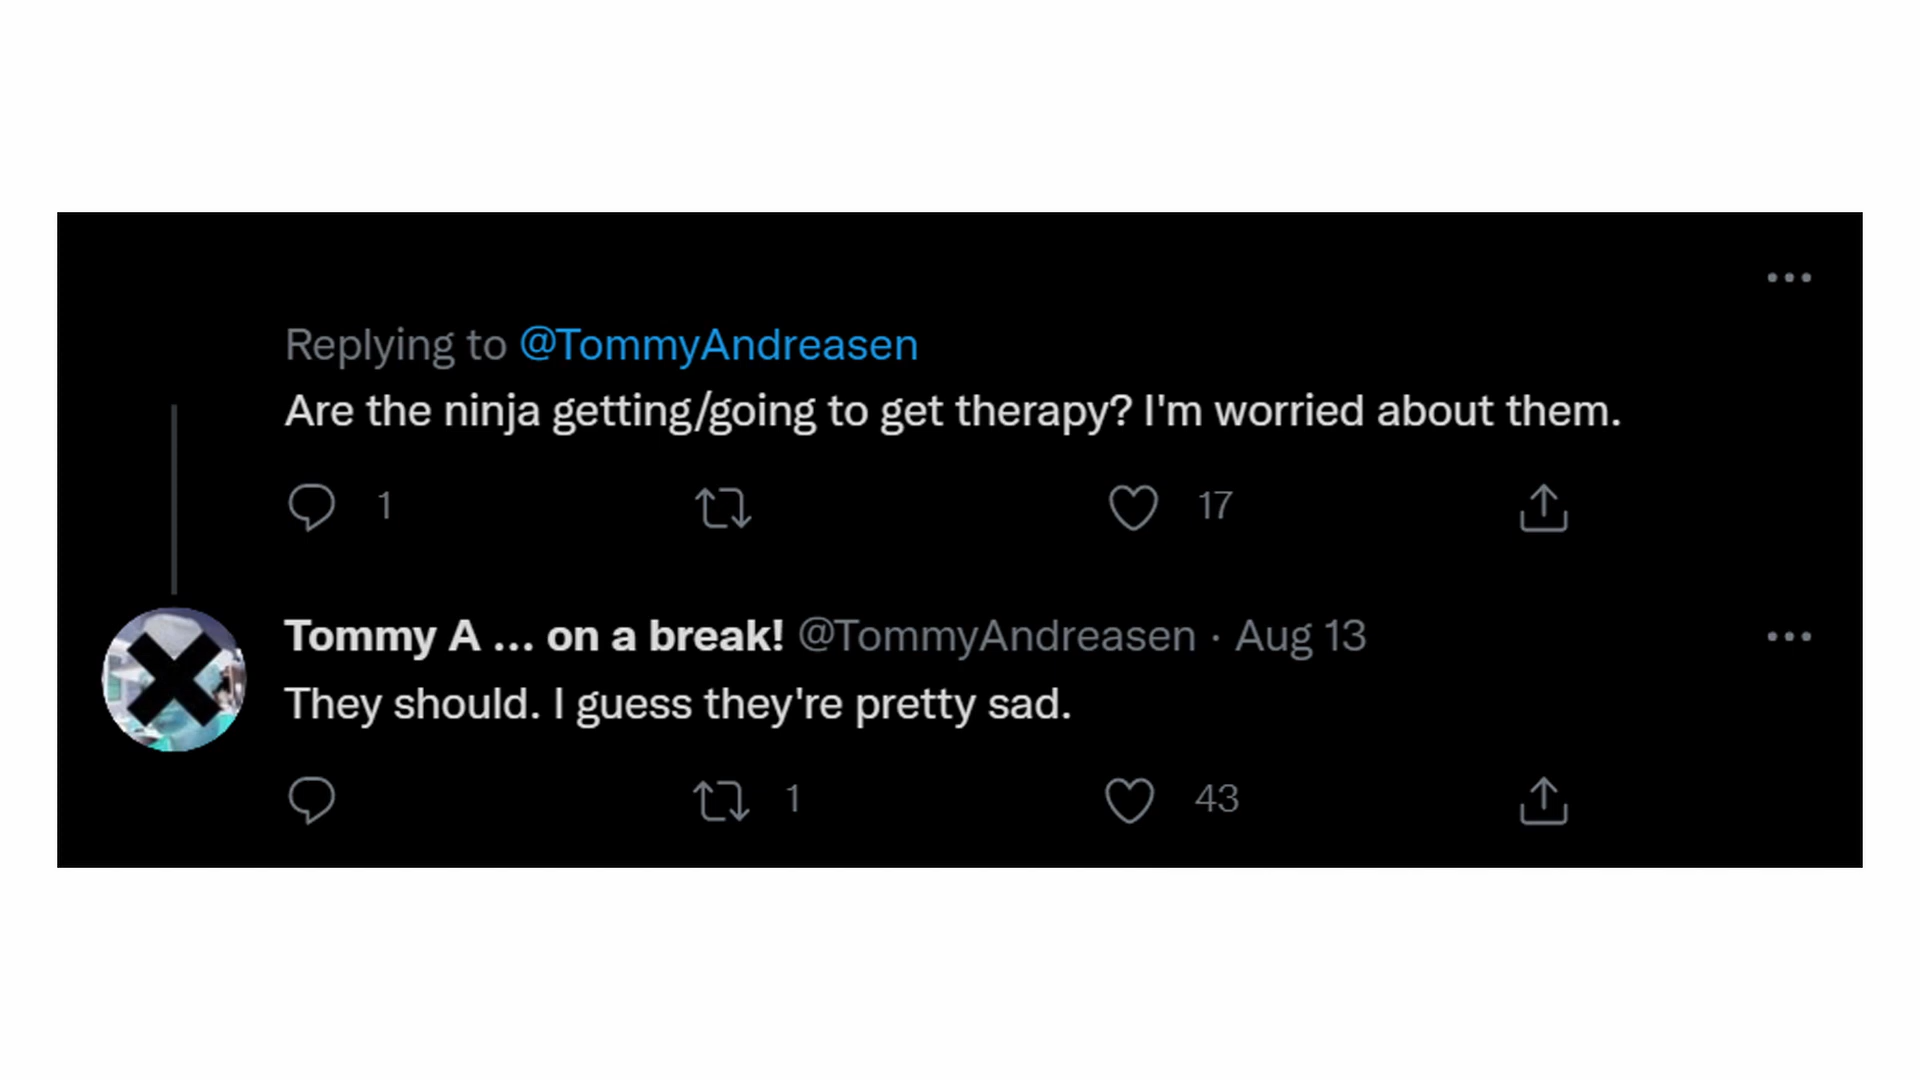 Replying to @TommyAndreasen
Are the ninja getting/going to get therapy? I'm worried about them.
1 17
Tommy A ... on a break! @TommyAndreasen · Aug 13
They should. I guess they're pretty sad.
1 43